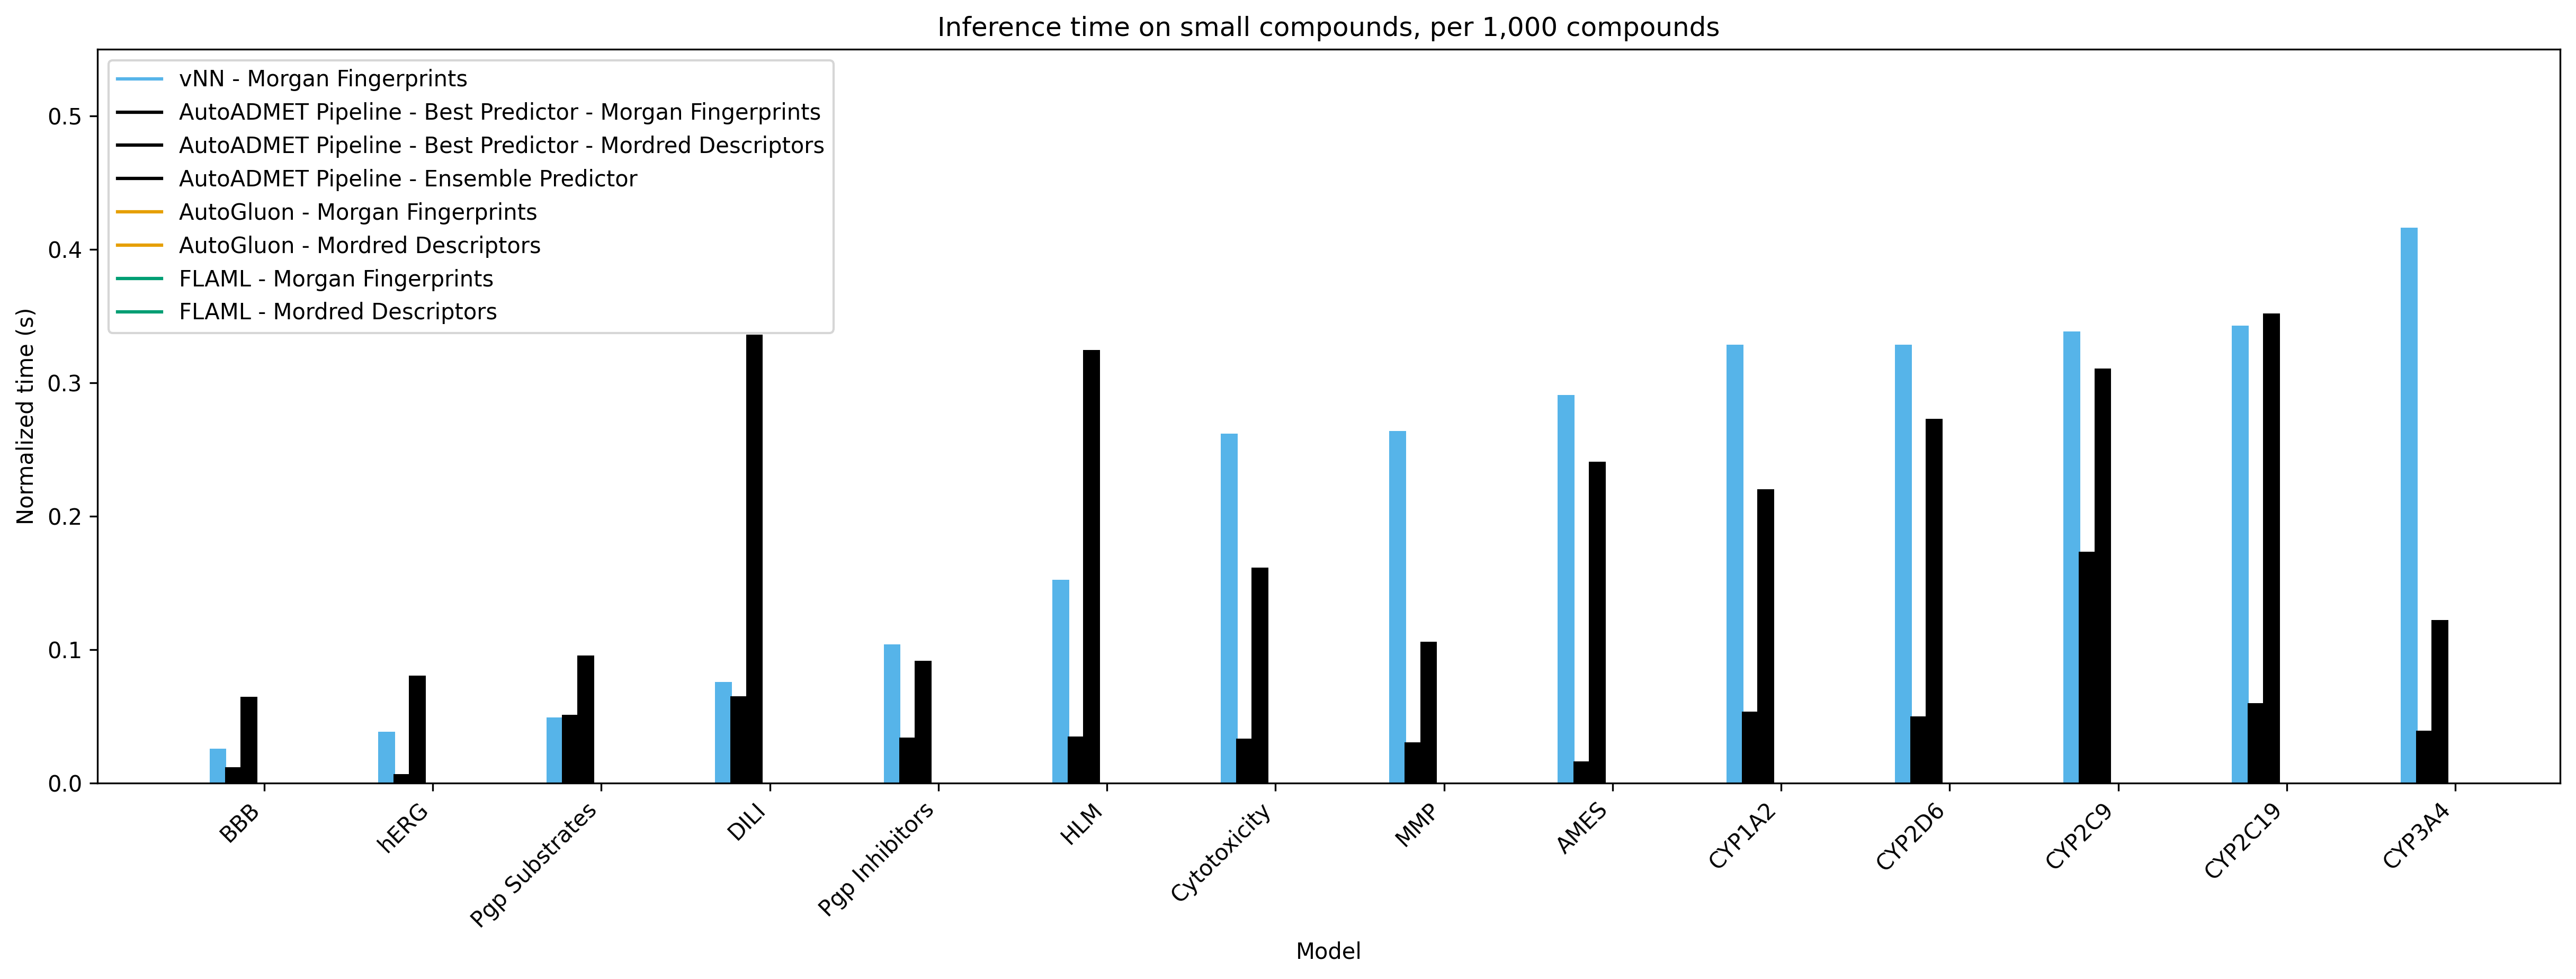 Inference time on small compounds, per 1,000 compounds
vNN - Morgan Fingerprints
AutoADMET Pipeline - Best Predictor - Morgan Fingerprints
AutoADMET Pipeline - Best Predictor - Mordred Descriptors
AutoADMET Pipeline - Ensemble Predictor
AutoGluon - Morgan Fingerprints
AutoGluon - Mordred Descriptors
FLAML - Morgan Fingerprints
FLAML - Mordred Descriptors
Normalized time (s)
0.5
0.4
0.3
0.2
0.1
0.0
BBB
hERG
Pgp Substrates
DILI
Pgp Inhibitors
HLM
Cytotoxicity
MMP
AMES
CYP1A2
CYP2D6
CYP2C9
CYP2C19
CYP3A4
Model